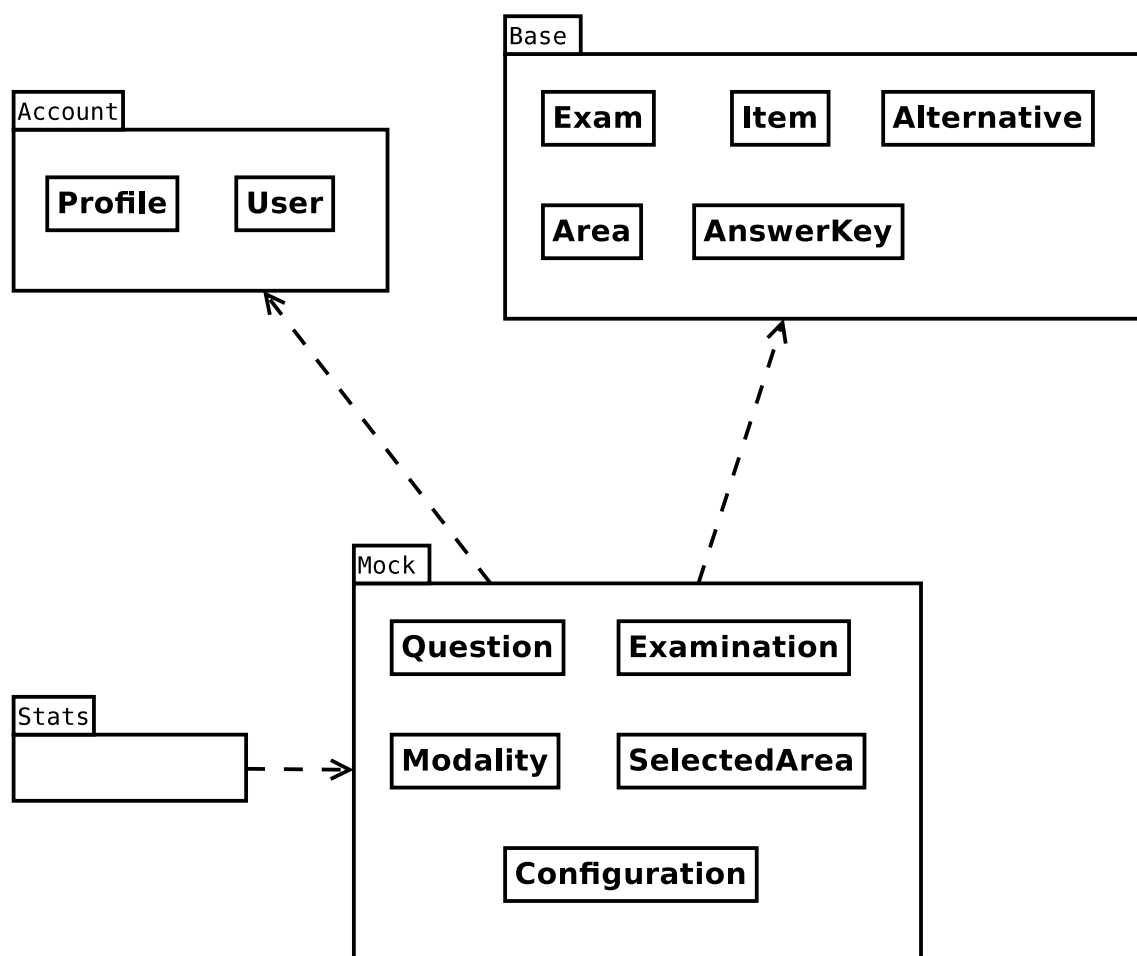 Base
Exam Item Alternative
Account
Profile User
Area AnswerKey
Mock
Question Examination
Stats
Modality SelectedArea
Configuration